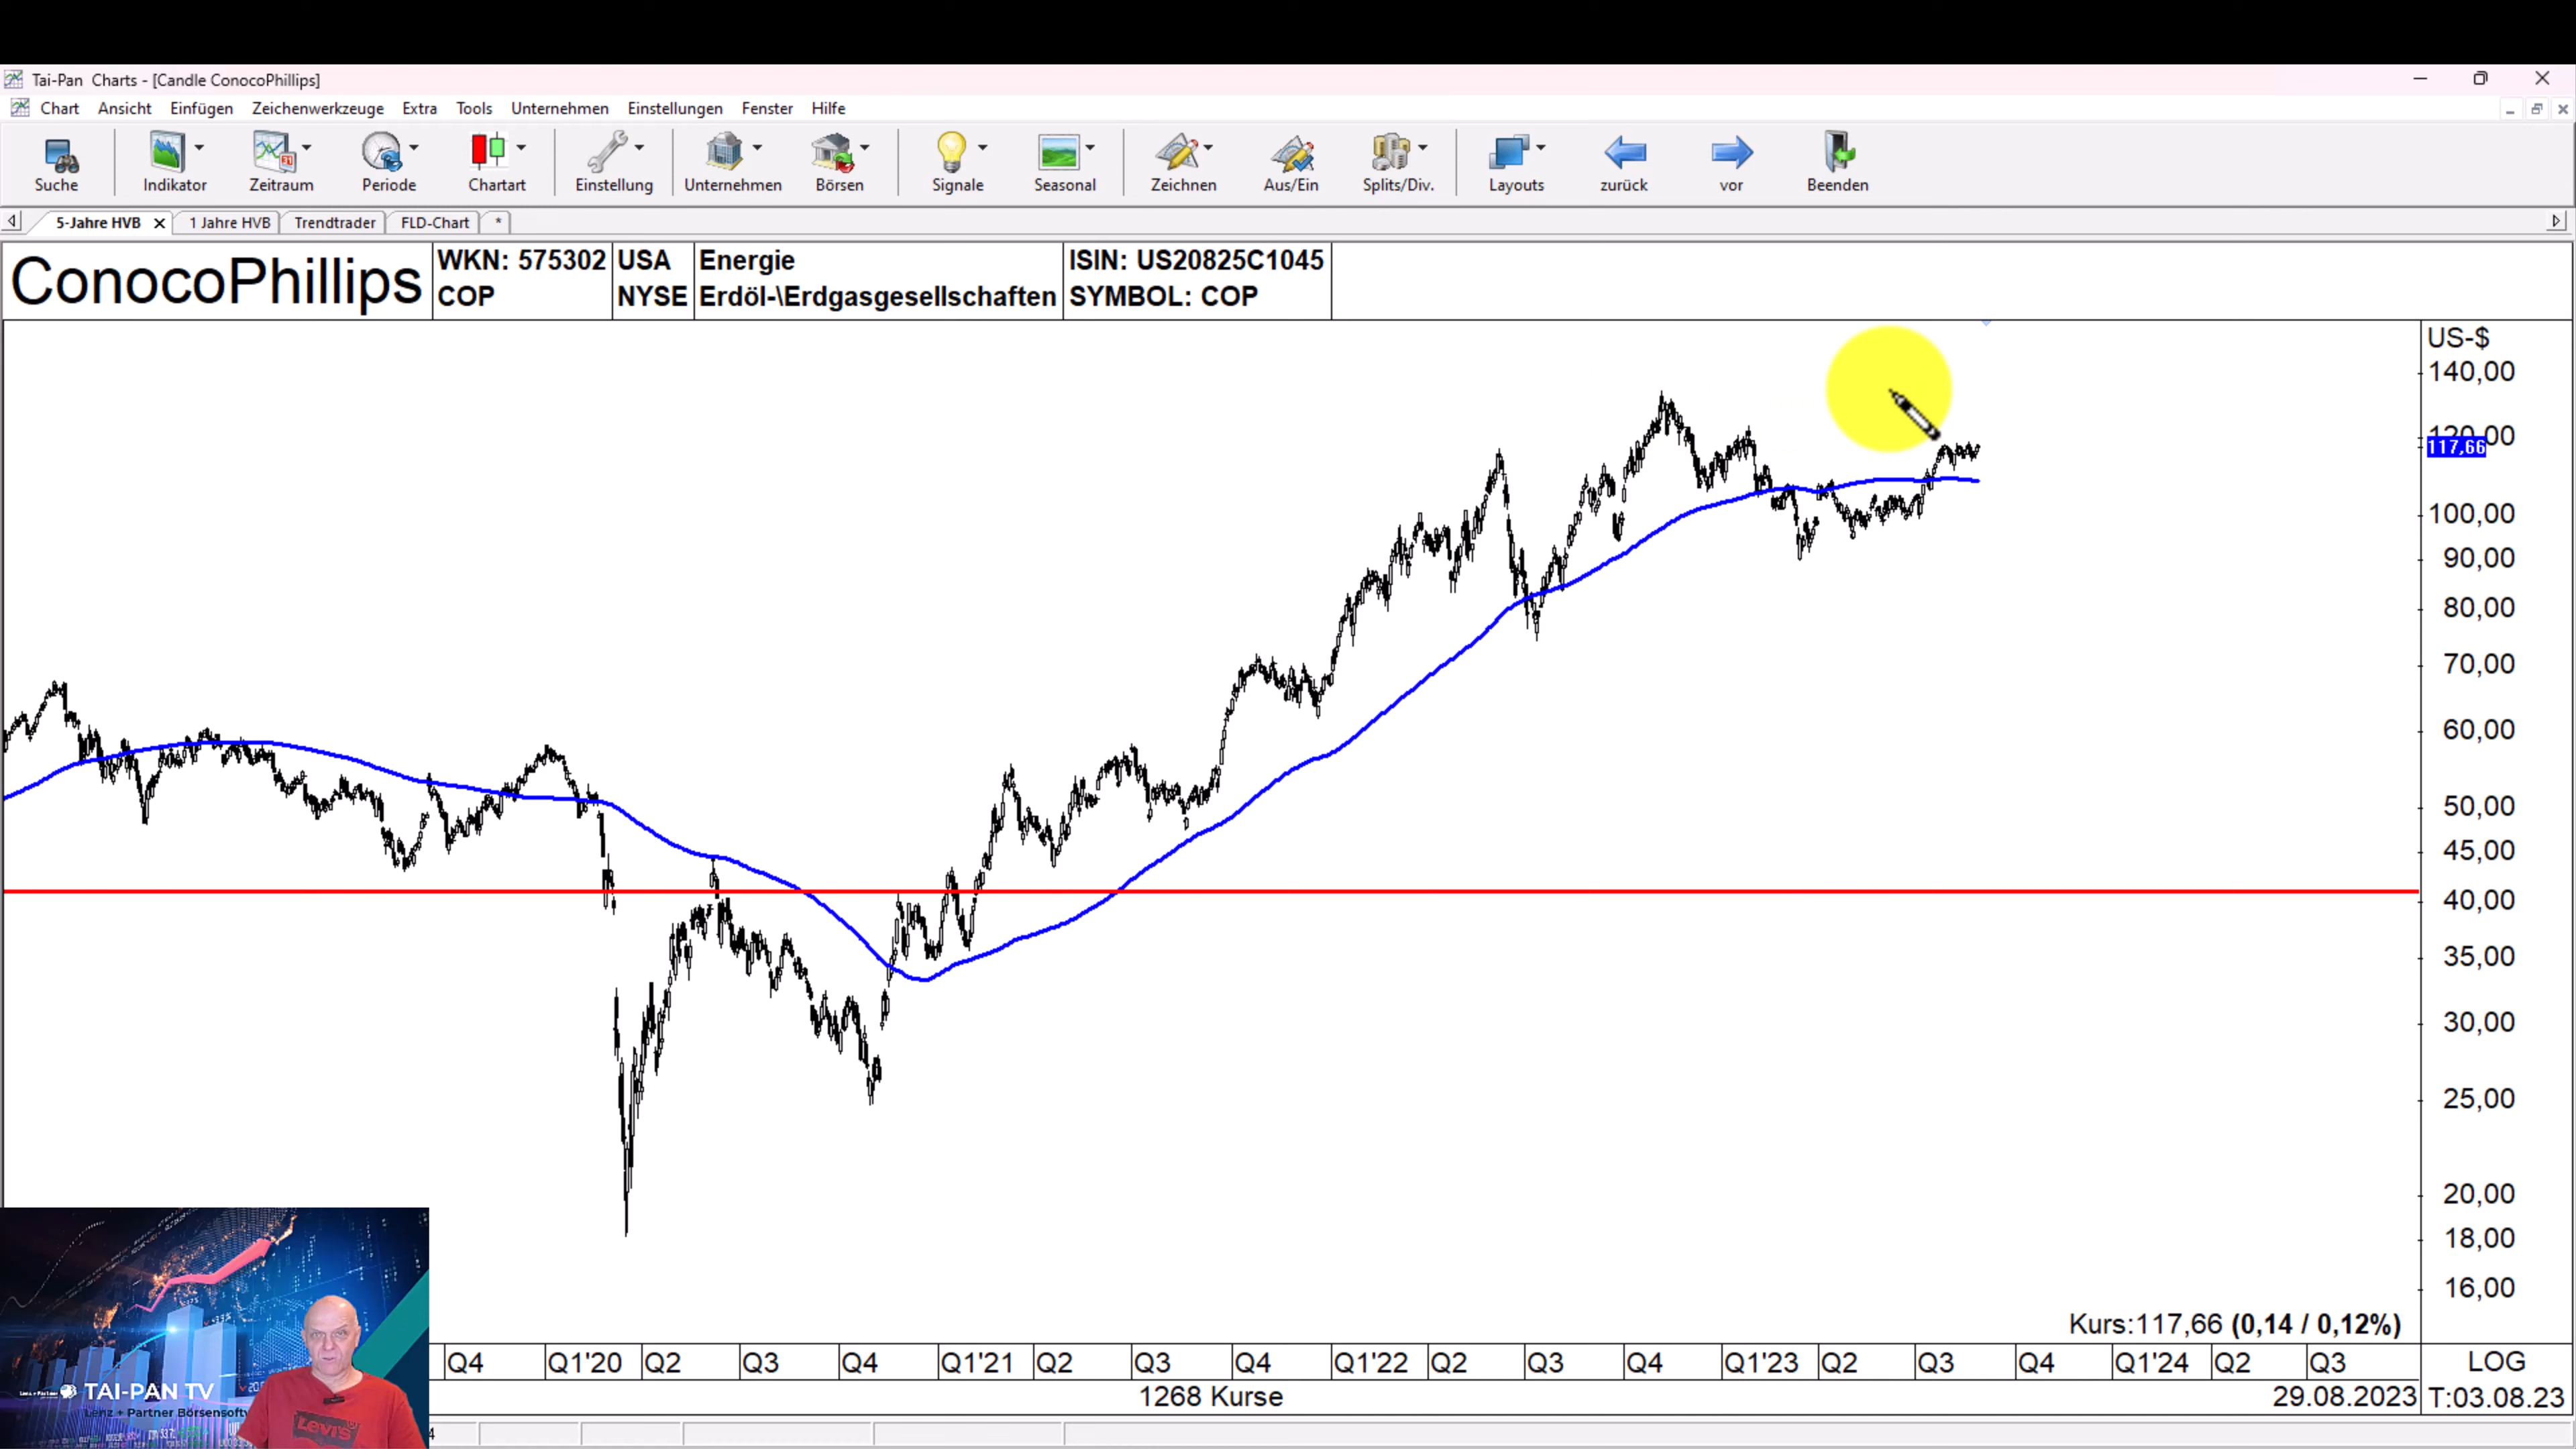 Tai-Pan Charts - [Candle ConocoPhillips]
Chart Ansicht Einfügen Zeichenwerkzeuge Extra Tools Unternehmen Einstellungen Fenster Hilfe
Suche Indikator Zeitraum Periode Chartart Einstellung Unternehmen Börsen Signale Seasonal Zeichnen Aus/Ein Splits/Div. Layouts zurück vor Beenden
5-Jahre HVB 1 Jahre HVB Trendtrader FLD-Chart *
ConocoPhillips
WKN: 575302
COP
USA
NYSE
Energie
Erdöl-\Erdgasgesellschaften
ISIN: US20825C1045
SYMBOL: COP
US-$
140,00
120,00
117,66
100,00
90,00
80,00
70,00
60,00
50,00
45,00
40,00
35,00
30,00
25,00
20,00
18,00
16,00
Kurs:117,66 (0,14 / 0,12%)
Q4 Q1'20 Q2 Q3 Q4 Q1'21 Q2 Q3 Q4 Q1'22 Q2 Q3 Q4 Q1'23 Q2 Q3 Q4 Q1'24 Q2 Q3 LOG
1268 Kurse 29.08.2023 T:03.08.23
TAI-PAN TV
Lenz + Partner Börsensoftw
Levi's